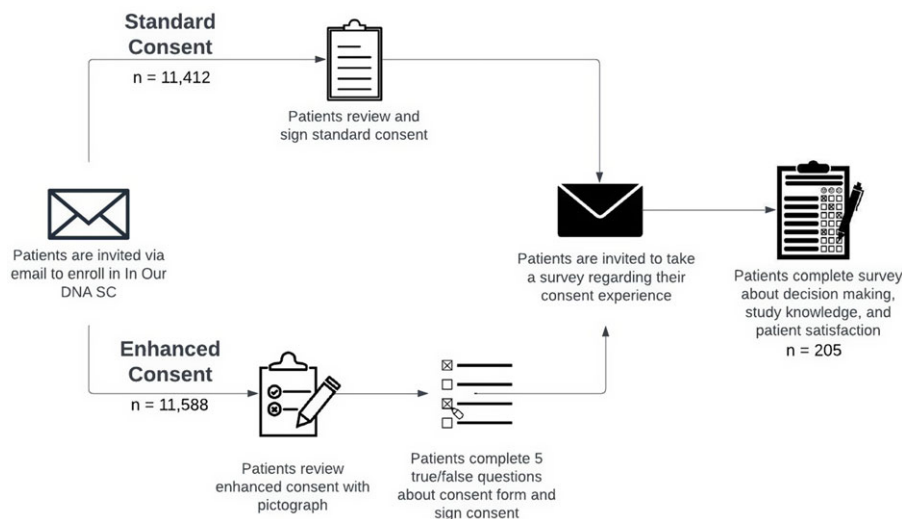 Standard
Consent
n = 11,412
Patients review and
sign standard consent
Patients are invited via
email to enroll in In Our
DNA SC
Patients are invited to take
a survey regarding their
consent experience
Patients complete survey
about decision making,
study knowledge, and
patient satisfaction
n = 205
Enhanced
Consent
n = 11,588
Patients review
enhanced consent with
pictograph
Patients complete 5
true/false questions
about consent form and
sign consent